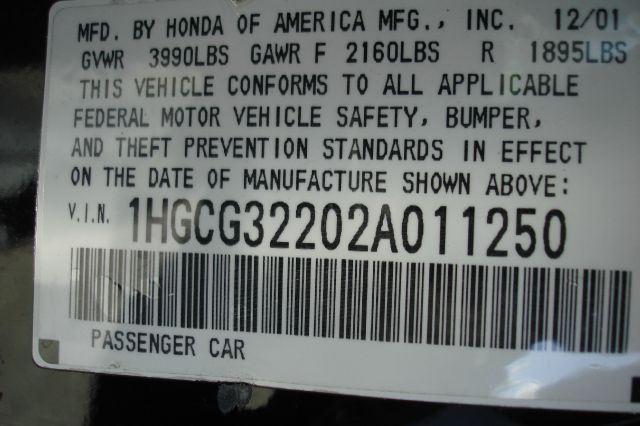 MFD. BY HONDA OF AMERICA MFG., INC. 12/01
GVWR 3990LBS GAWR F 2160LBS R 1895LBS
THIS VEHICLE CONFORMS TO ALL APPLICABLE
FEDERAL MOTOR VEHICLE SAFETY, BUMPER,
AND THEFT PREVENTION STANDARDS IN EFFECT
ON THE DATE OF MANUFACTURE SHOWN ABOVE:
V.I.N. 1HGCG32202A011250
PASSENGER CAR